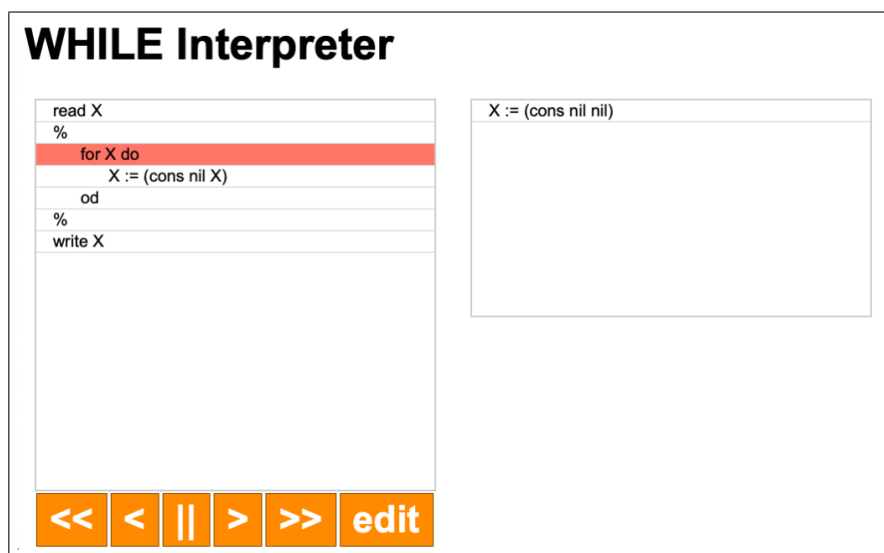 WHILE Interpreter
read X
%
for X do
X := (cons nil X)
od
%
write X
X := (cons nil nil)
<< < || > >> edit